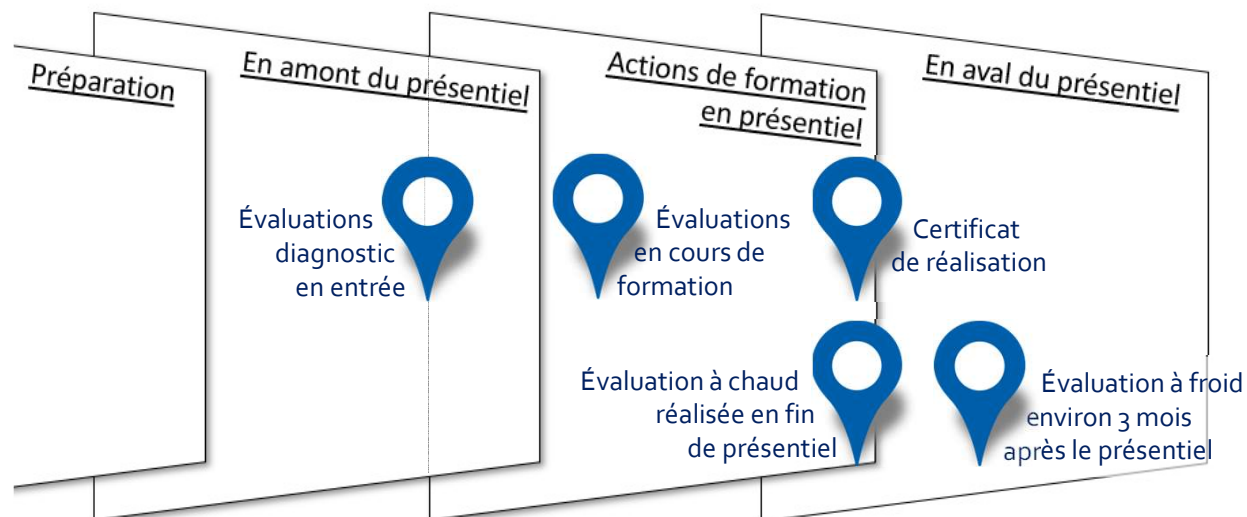 Préparation
En amont du présentiel
Actions de formation
en présentiel
En aval du présentiel
Évaluations
diagnostic
en entrée
Évaluations
en cours de
formation
Certificat
de réalisation
Évaluation à chaud
réalisée en fin
de présentiel
Évaluation à froid
environ 3 mois
après le présentiel